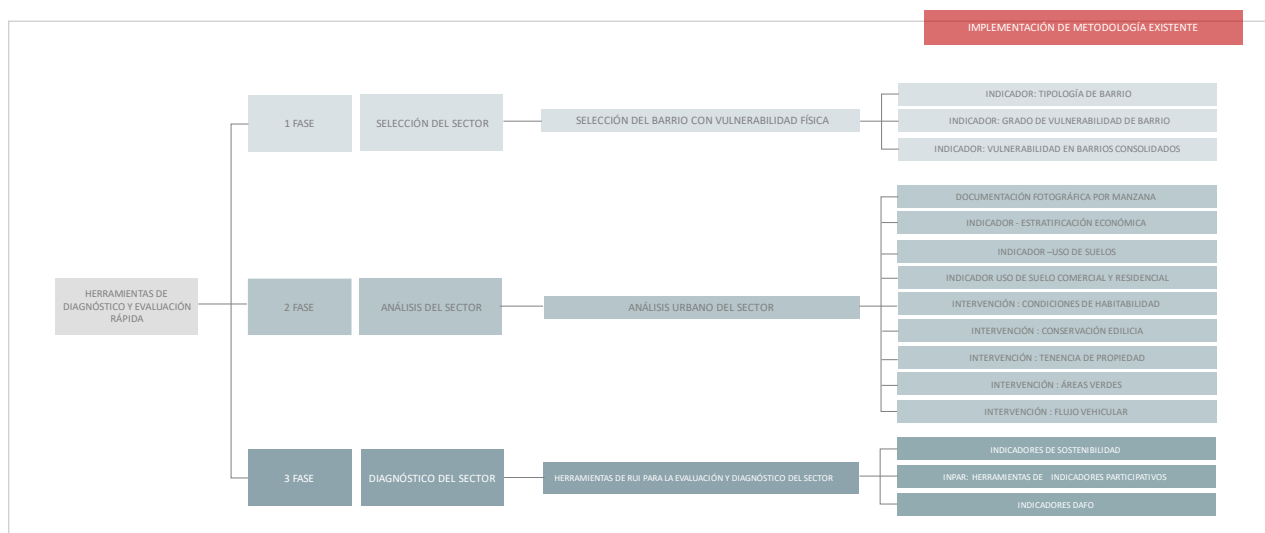 IMPLEMENTACIÓN DE METODOLOGÍA EXISTENTE
HERRAMIENTAS DE
DIAGNÓSTICO Y EVALUACIÓN
RÁPIDA
1 FASE
SELECCIÓN DEL SECTOR
SELECCIÓN DEL BARRIO CON VULNERABILIDAD FÍSICA
INDICADOR: TIPOLOGÍA DE BARRIO
INDICADOR: GRADO DE VULNERABILIDAD DE BARRIO
INDICADOR: VULNERABILIDAD EN BARRIOS CONSOLIDADOS
2 FASE
ANÁLISIS DEL SECTOR
ANÁLISIS URBANO DEL SECTOR
DOCUMENTACIÓN FOTOGRÁFICA POR MANZANA
INDICADOR - ESTRATIFICACIÓN ECONÓMICA
INDICADOR –USO DE SUELOS
INDICADOR USO DE SUELO COMERCIAL Y RESIDENCIAL
INTERVENCIÓN : CONDICIONES DE HABITABILIDAD
INTERVENCIÓN : CONSERVACIÓN EDILICIA
INTERVENCIÓN : TENENCIA DE PROPIEDAD
INTERVENCIÓN : ÁREAS VERDES
INTERVENCIÓN : FLUJO VEHICULAR
3 FASE
DIAGNÓSTICO DEL SECTOR
HERRAMIENTAS DE RUI PARA LA EVALUACIÓN Y DIAGNÓSTICO DEL SECTOR
INDICADORES DE SOSTENIBILIDAD
INPAR: HERRAMIENTAS DE INDICADORES PARTICIPATIVOS
INDICADORES DAFO